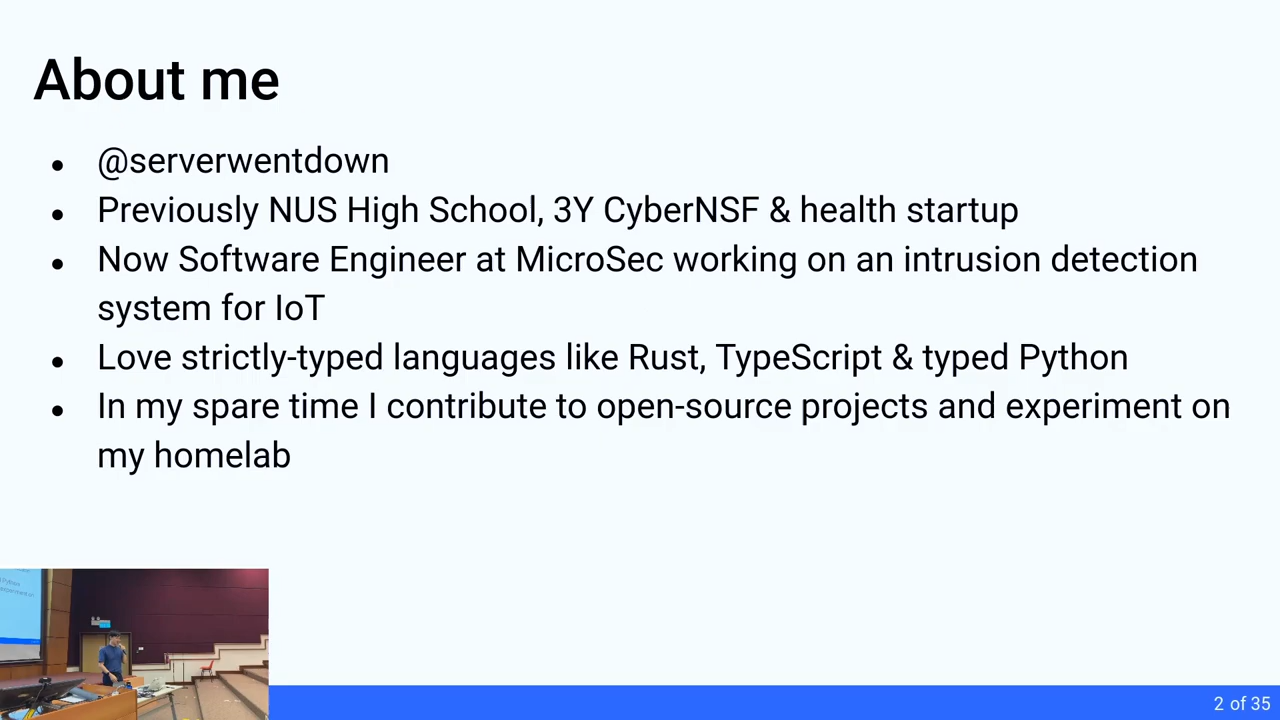 About me
● @serverwentdown
● Previously NUS High School, 3Y CyberNSF & health startup
● Now Software Engineer at MicroSec working on an intrusion detection
system for IoT
● Love strictly-typed languages like Rust, TypeScript & typed Python
● In my spare time I contribute to open-source projects and experiment on
my homelab
2 of 35